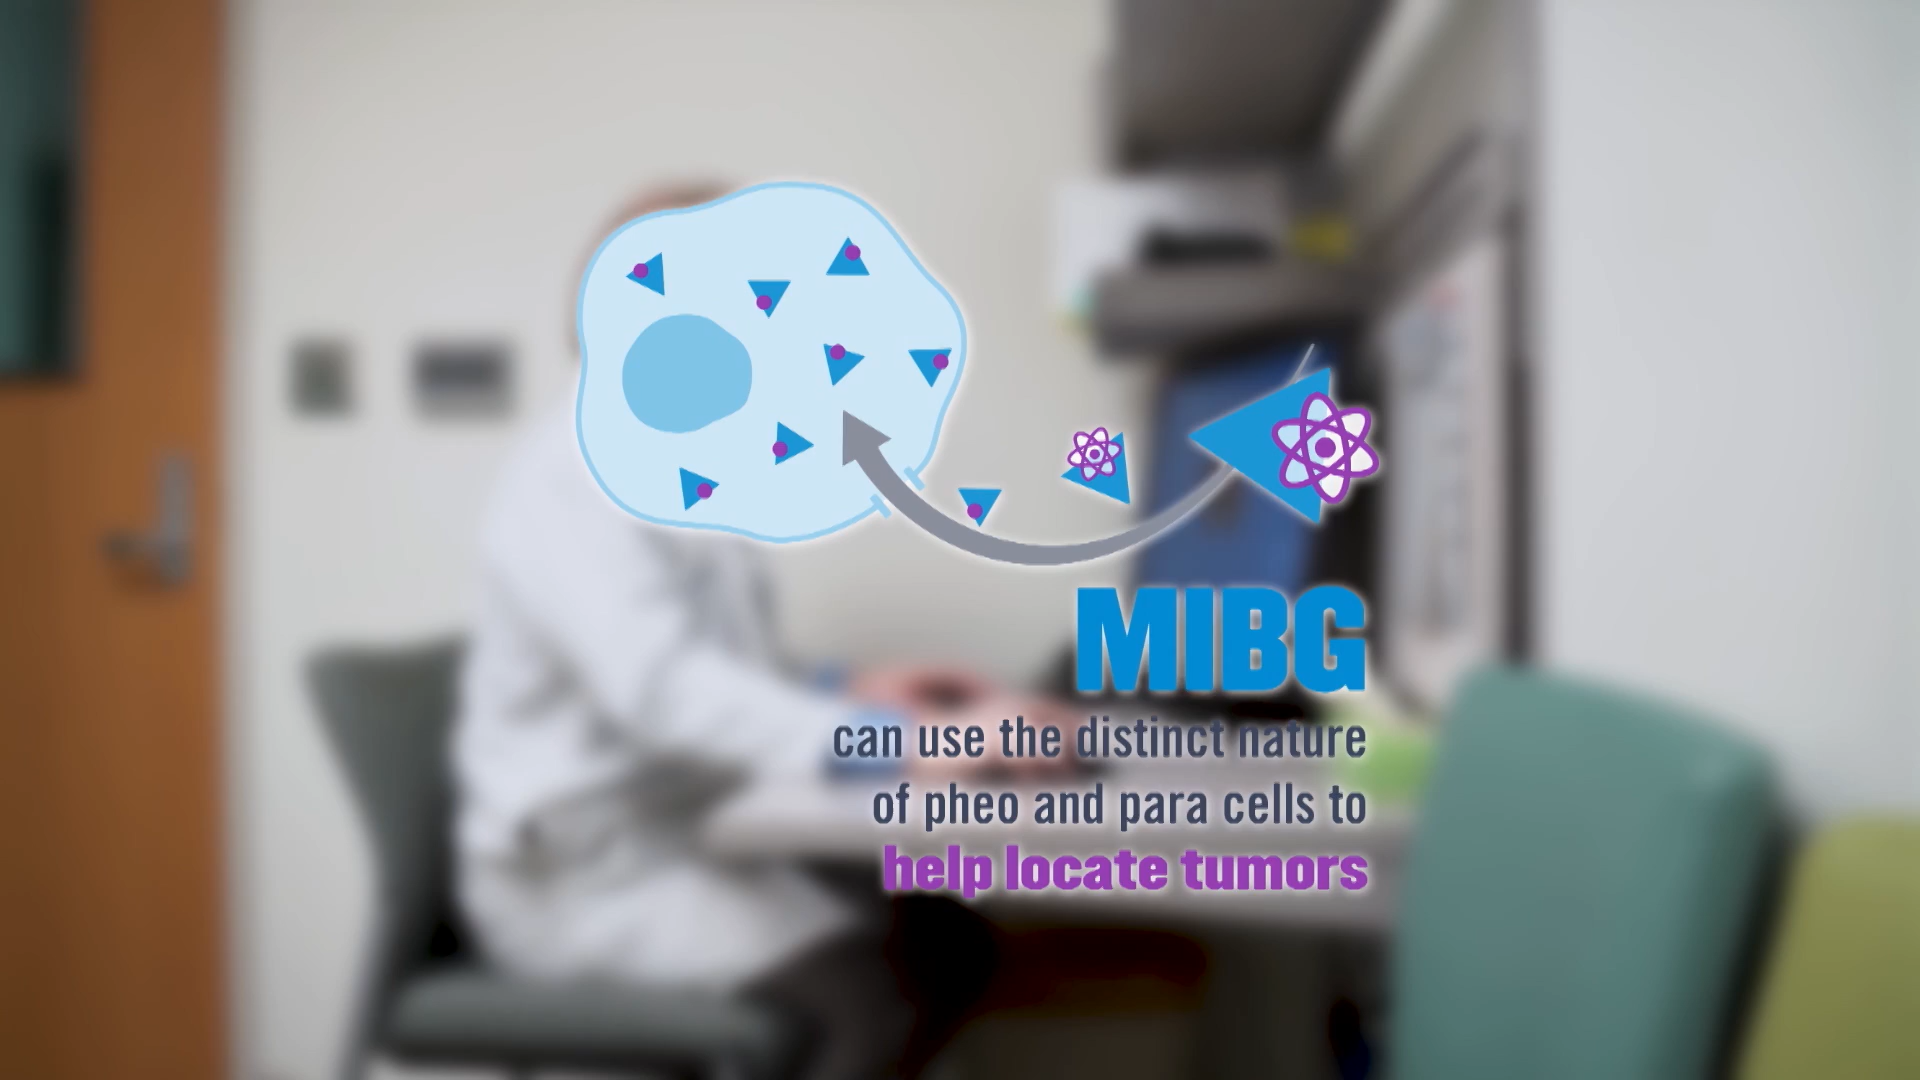 MIBG
can use the distinct nature
of pheo and para cells to
help locate tumors